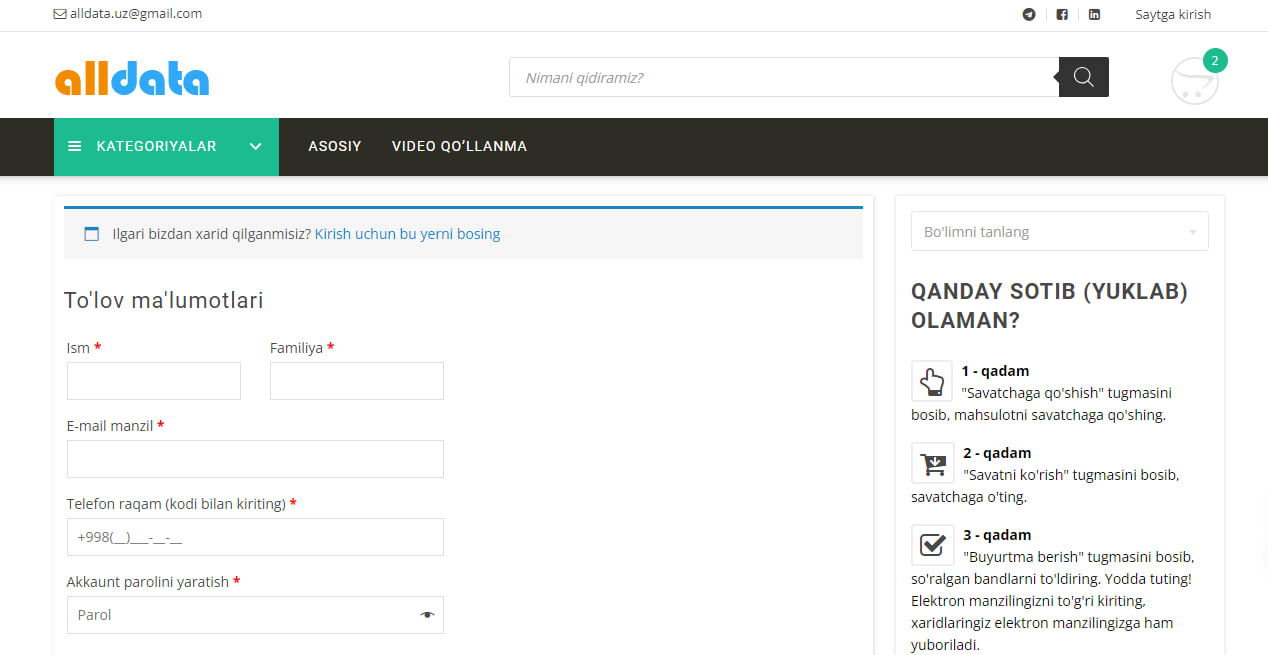 alldata.uz@gmail.com
Saytga kirish
alldata
Nimani qidiramiz?
2
KATEGORIYALAR
ASOSIY
VIDEO QO’LLANMA
Ilgari bizdan xarid qilganmisiz? Kirish uchun bu yerni bosing
To'lov ma'lumotlari
Ism *
Familiya *
E-mail manzil *
Telefon raqam (kodi bilan kiriting) *
+998(__)___-__-__
Akkaunt parolini yaratish *
Parol
Bo'limni tanlang
QANDAY SOTIB (YUKLAB)
OLAMAN?
1 - qadam
"Savatchaga qo'shish" tugmasini
bosib, mahsulotni savatchaga qo'shing.
2 - qadam
"Savatni ko'rish" tugmasini bosib,
savatchaga o'ting.
3 - qadam
"Buyurtma berish" tugmasini bosib,
so'ralgan bandlarni to'ldiring. Yodda tuting!
Elektron manzilingizni to'g'ri kiriting,
xaridlaringiz elektron manzilingizga ham
yuboriladi.